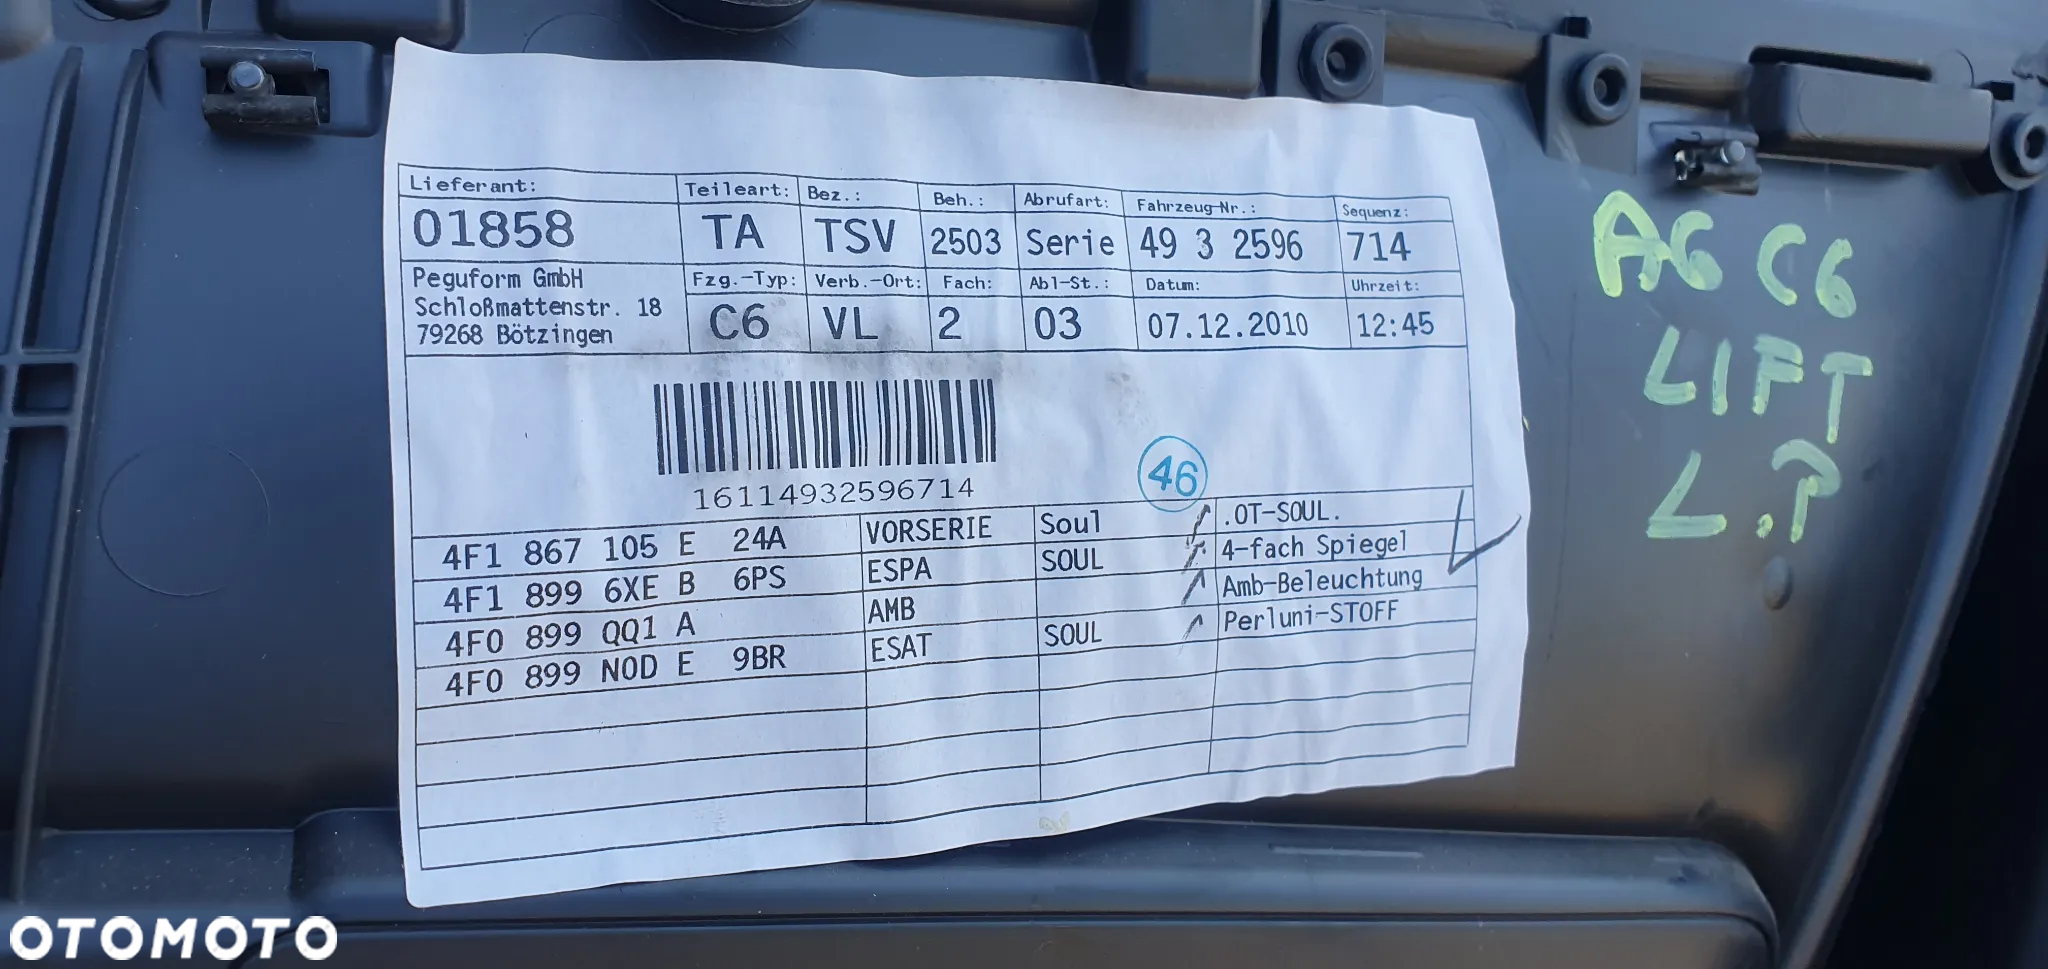 Lieferant: Teileart: Bez.: Beh.: Abrufart: Fahrzeug-Nr.: Sequenz:
01858 TA TSV 2503 Serie 49 3 2596 714
Peguform GmbH
Schloßmattenstr. 18
79268 Bötzingen
Fzg.-Typ: Verb.-Ort: Fach: Abl-St.: Datum: Uhrzeit:
C6 VL 2 03 07.12.2010 12:45
16114932596714
46
4F1 867 105 E 24A VORSERIE Soul .OT-SOUL.
4F1 899 6XE B 6PS ESPA SOUL 4-fach Spiegel
4F0 899 QQ1 A AMB Amb-Beleuchtung
4F0 899 N0D E 9BR ESAT SOUL Perluni-STOFF
A6 C6
LIFT
L.P
OTOMOTO